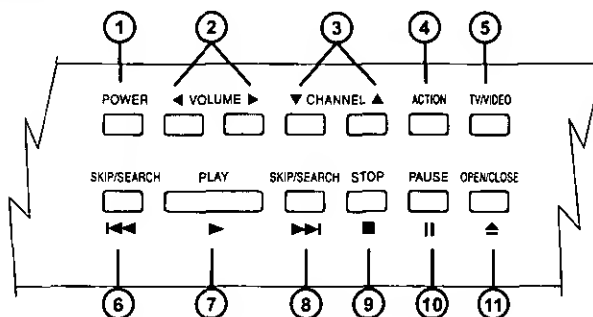 1 2 3 4 5
POWER ◀ VOLUME ▶ ▼ CHANNEL ▲ ACTION TV/VIDEO
SKIP/SEARCH PLAY SKIP/SEARCH STOP PAUSE OPEN/CLOSE
6 7 8 9 10 11